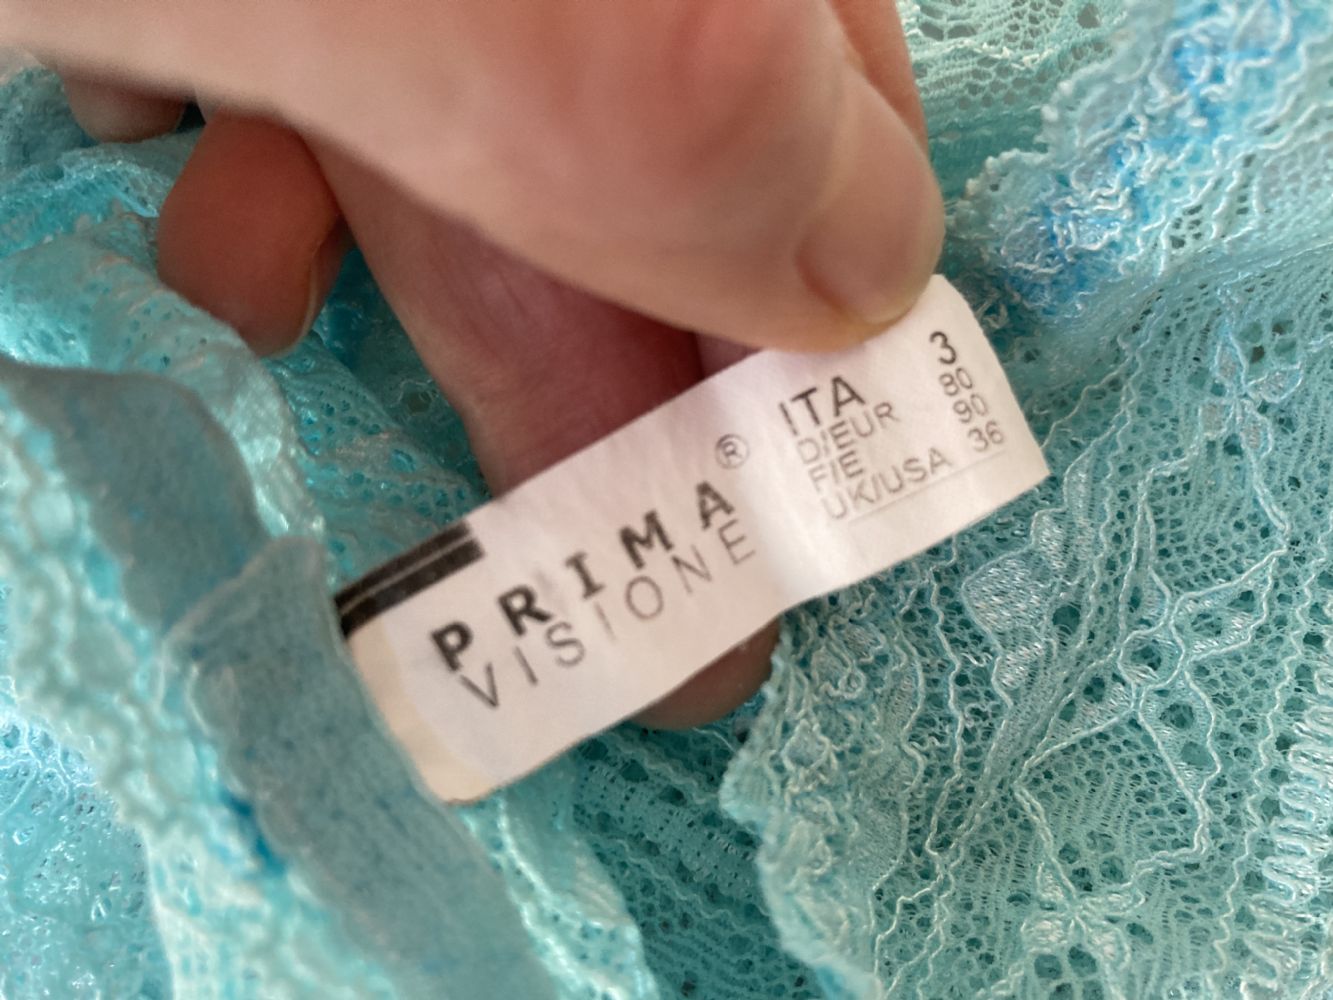 PRIMA ®
VISIONE
ITA 3
D/EUR 80
F/E 90
UK/USA 36